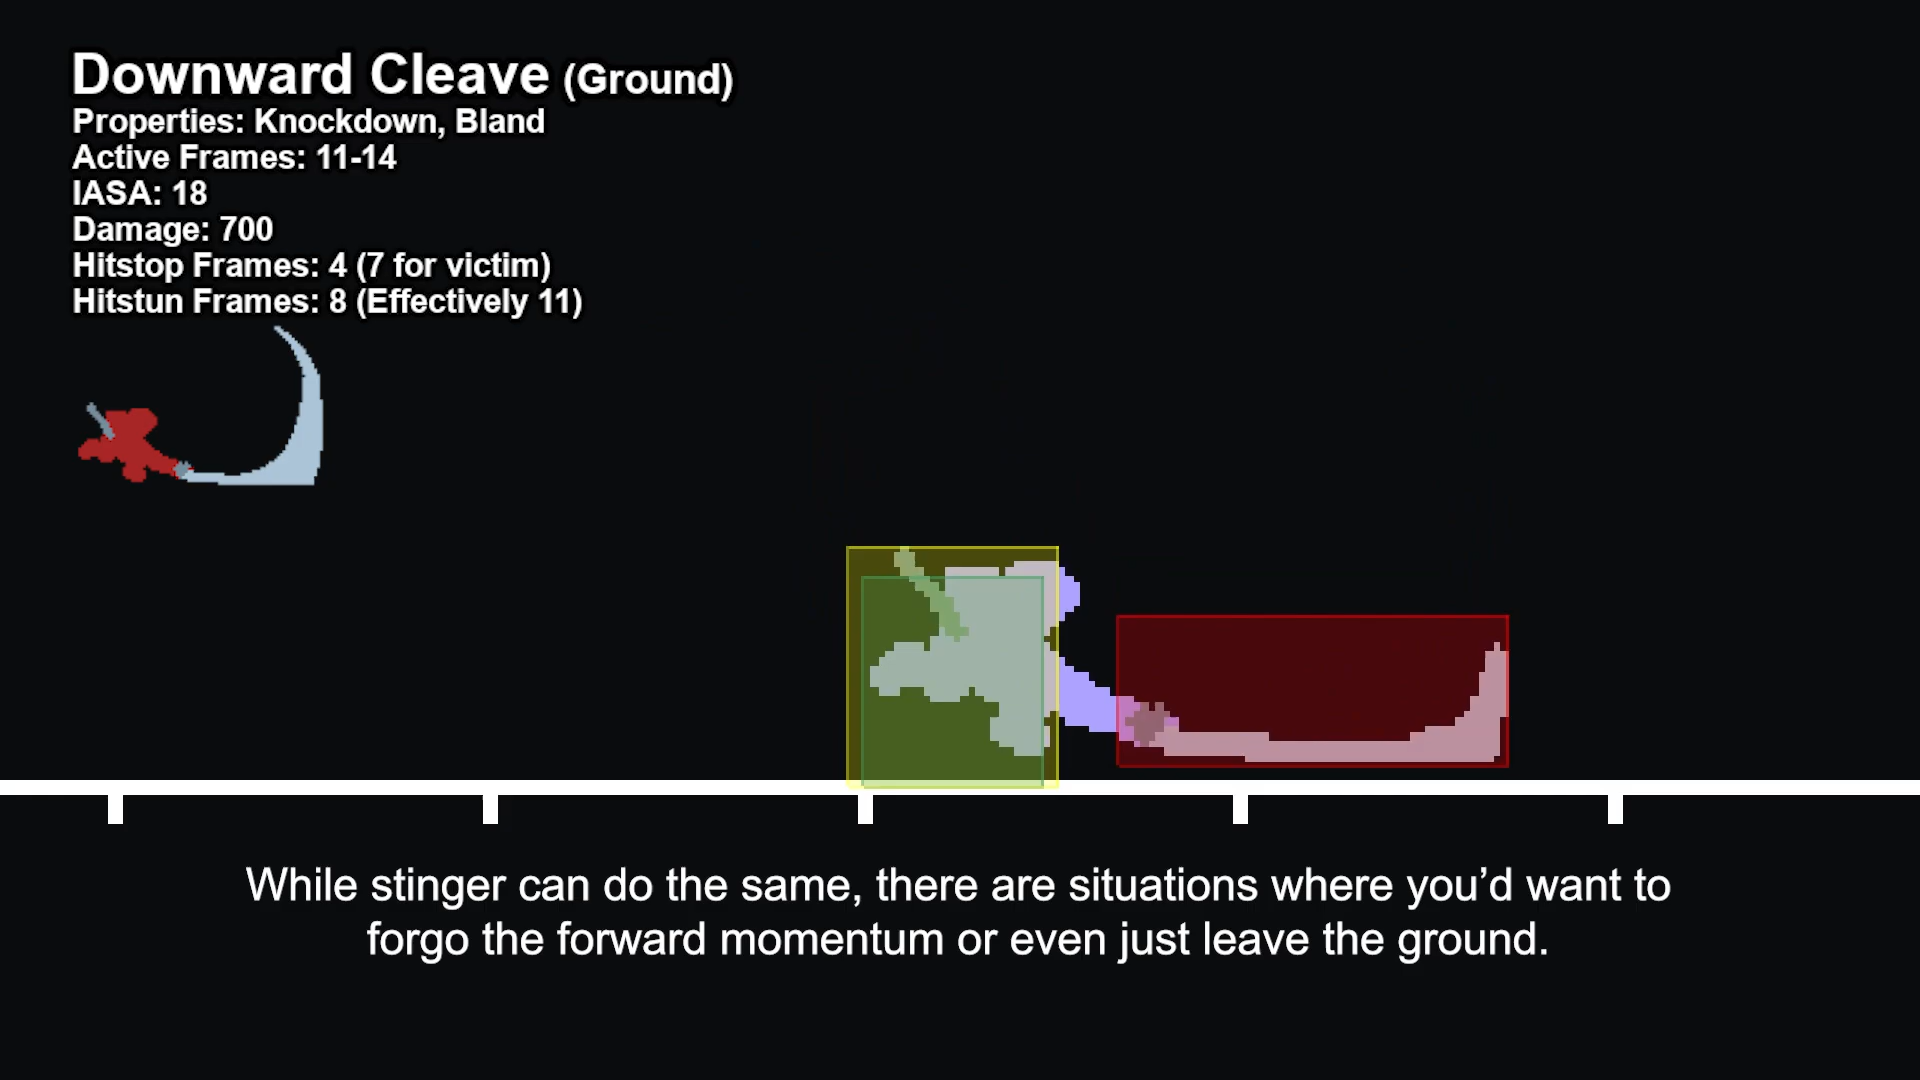 Downward Cleave (Ground)
Properties: Knockdown, Bland
Active Frames: 11-14
IASA: 18
Damage: 700
Hitstop Frames: 4 (7 for victim)
Hitstun Frames: 8 (Effectively 11)
While stinger can do the same, there are situations where you’d want to
forgo the forward momentum or even just leave the ground.